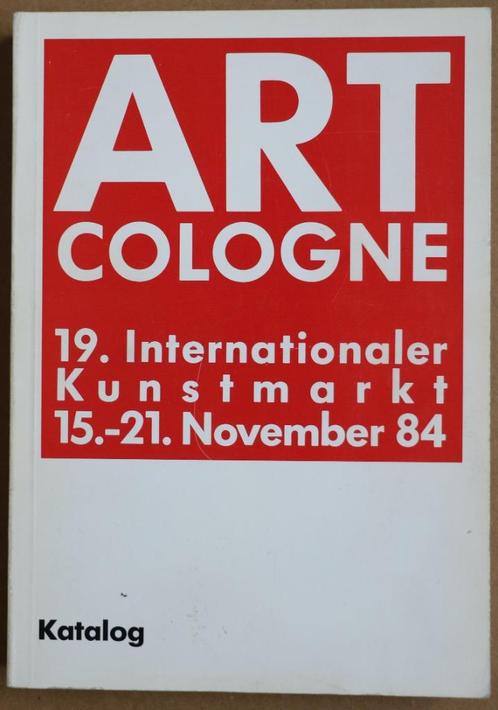 ART
COLOGNE
19. Internationaler
Kunstmarkt
15.-21. November 84
Katalog